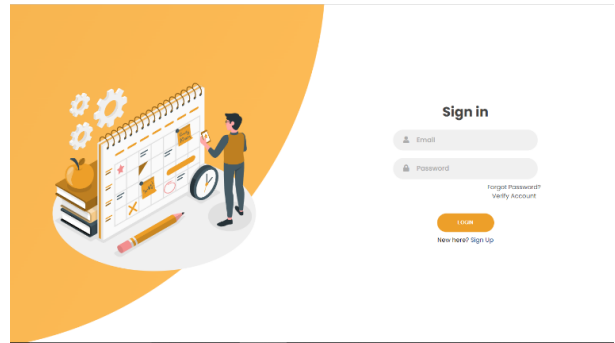 Sign in
Email
Password
Forgot Password?
Verify Account
LOGIN
New here? Sign Up